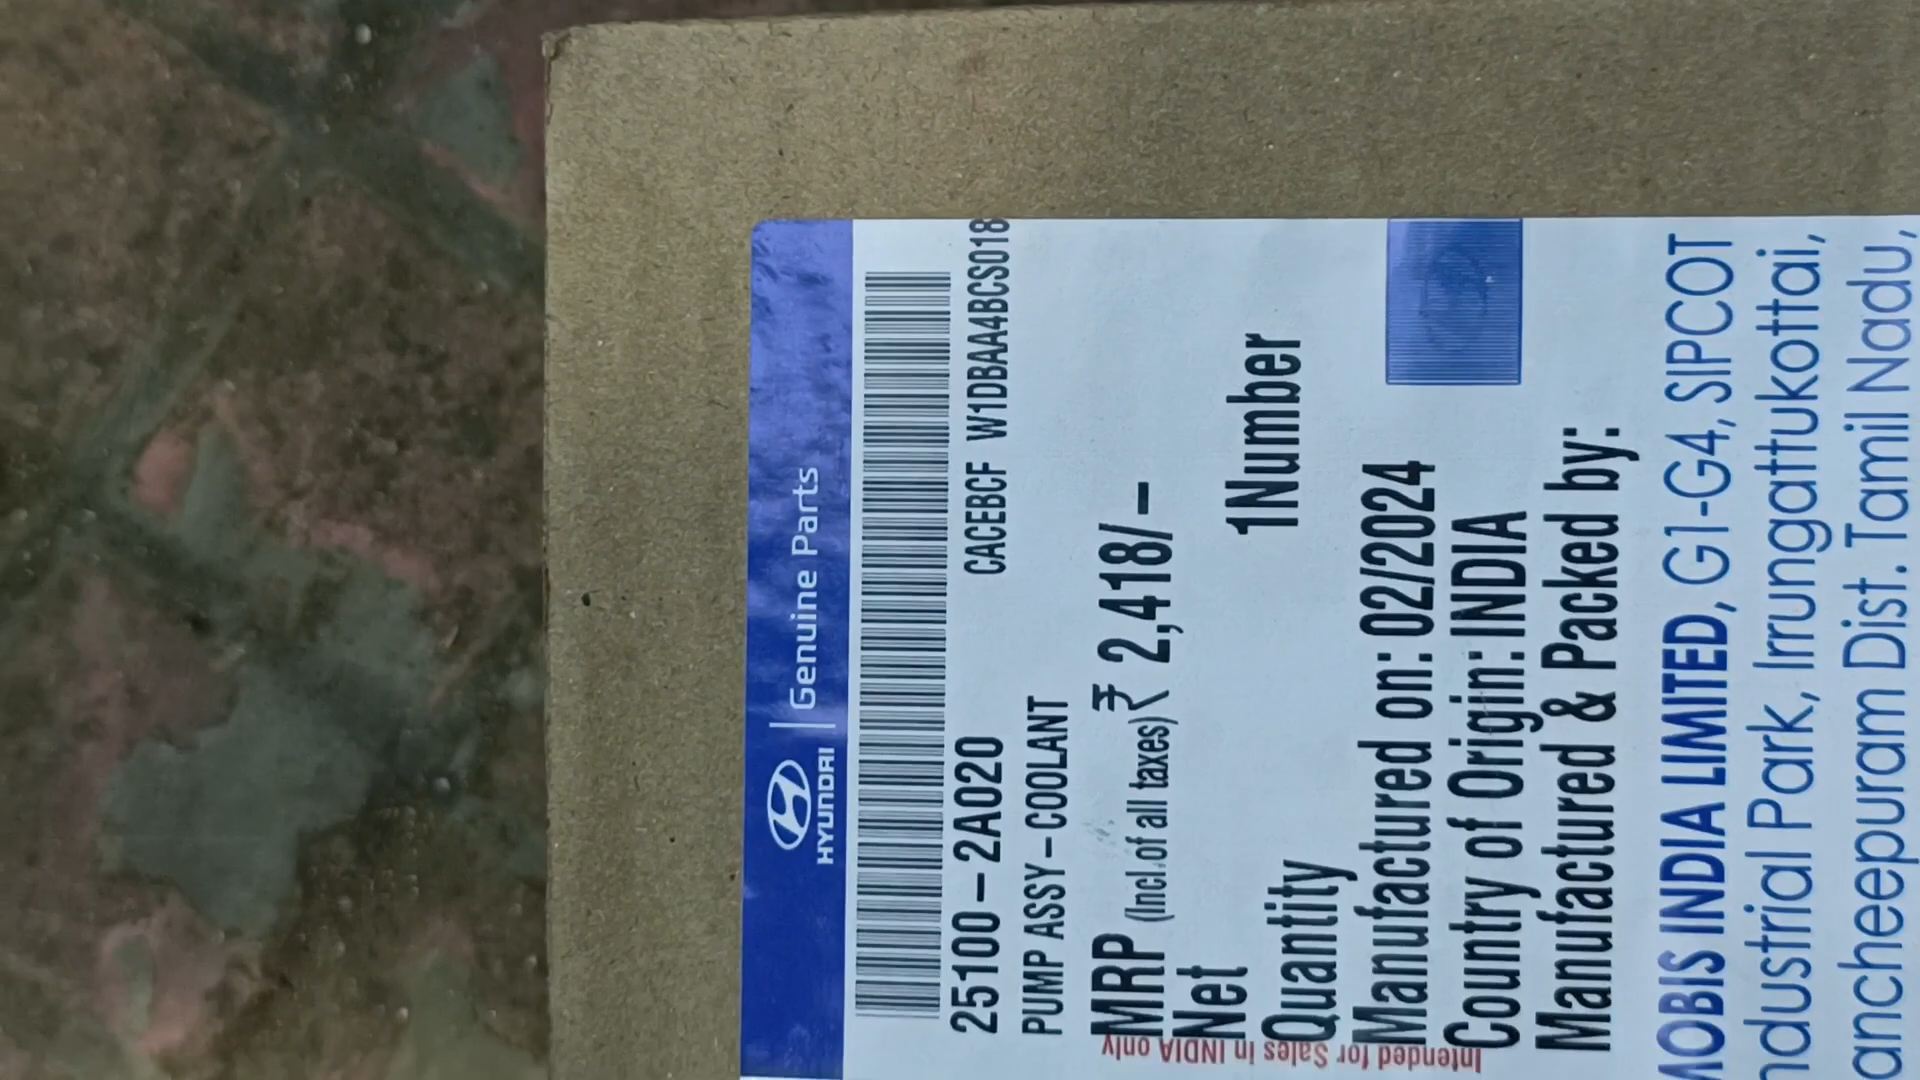 HYUNDAI | Genuine Parts
25100-2A020 CACEBCF W1DBAA4BCS018
PUMP ASSY-COOLANT
MRP (Incl.of all taxes) ₹ 2,418/-
Net
Quantity 1Number
Manufactured on: 02/2024
Country of Origin: INDIA
Manufactured & Packed by:
MOBIS INDIA LIMITED, G1-G4, SIPCOT
ndustrial Park, Irrungattukottai,
ancheepuram Dist. Tamil Nadu,
Intended for Sales in INDIA only